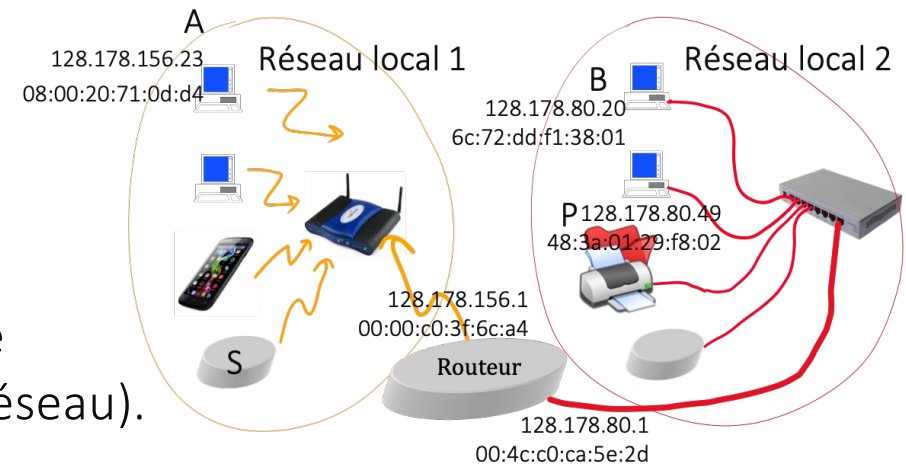 A
Réseau local 1
128.178.156.23
08:00:20:71:0d:d4
Réseau local 2
B
128.178.80.20
6c:72:dd:f1:38:01
P 128.178.80.49
48:3a:01:29:f8:02
128.178.156.1
00:00:c0:3f:6c:a4
S
Routeur
e
éseau).
128.178.80.1
00:4c:c0:ca:5e:2d